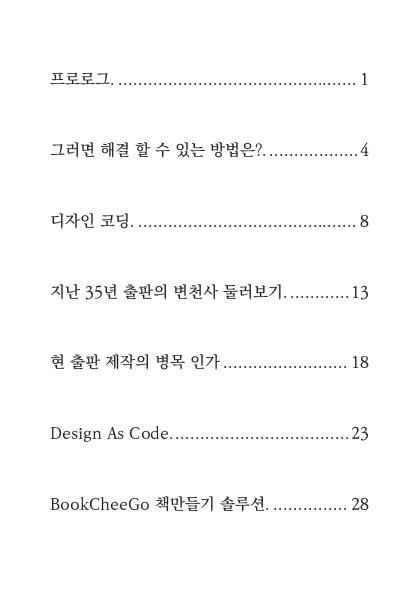 프로로그. ........................................ 1
그러면 해결 할 수 있는 방법은?. ............... 4
디자인 코딩. ..................................... 8
지난 35년 출판의 변천사 둘러보기. ............ 13
현 출판 제작의 병목 인가 ..................... 18
Design As Code. .................................. 23
BookCheeGo 책만들기 솔루션. ............... 28